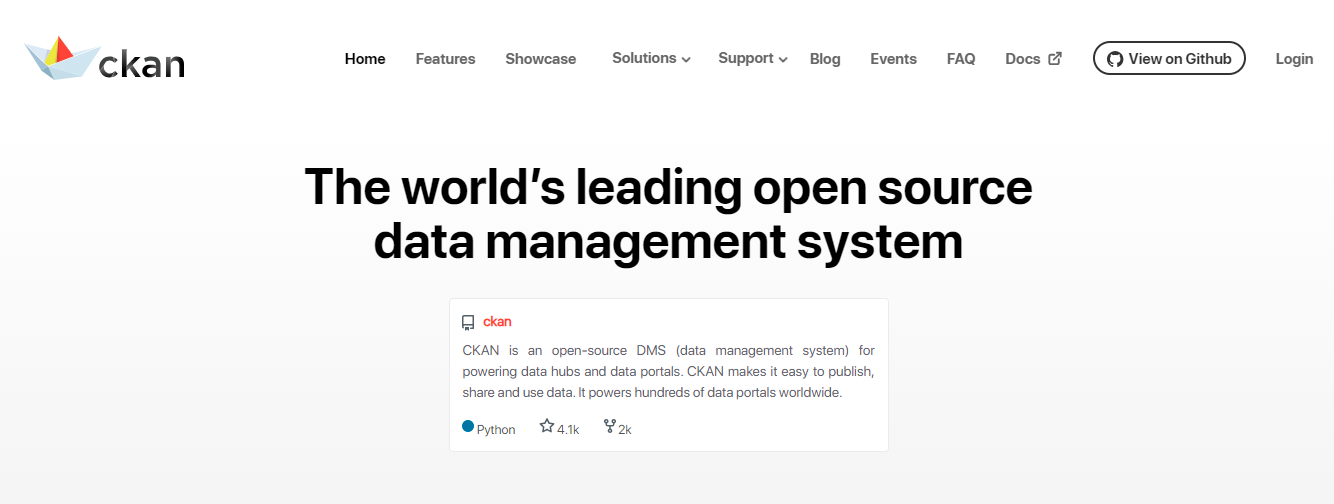 ckan
Home Features Showcase Solutions Support Blog Events FAQ Docs View on Github Login
The world’s leading open source
data management system
ckan
CKAN is an open-source DMS (data management system) for
powering data hubs and data portals. CKAN makes it easy to publish,
share and use data. It powers hundreds of data portals worldwide.
Python 4.1k 2k